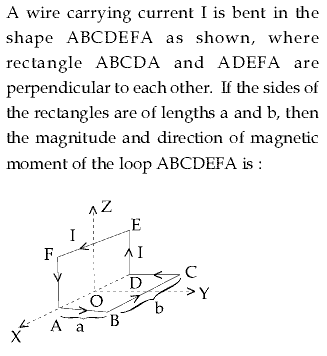 A wire carrying current I is bent in the
shape ABCDEFA as shown, where
rectangle ABCDA and ADEFA are
perpendicular to each other. If the sides of
the rectangles are of lengths a and b, then
the magnitude and direction of magnetic
moment of the loop ABCDEFA is :
Z
E
I
F
I
D
C
O
Y
B
b
A
a
X